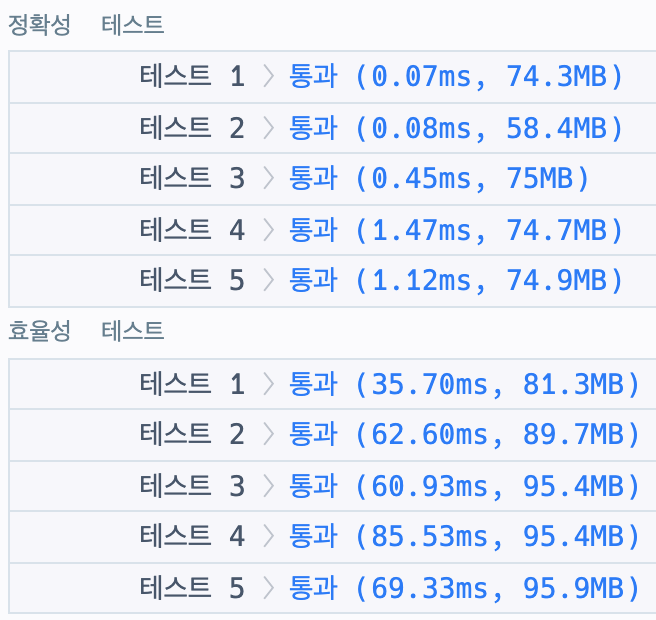 정확성 테스트
테스트 1 > 통과 (0.07ms, 74.3MB)
테스트 2 > 통과 (0.08ms, 58.4MB)
테스트 3 > 통과 (0.45ms, 75MB)
테스트 4 > 통과 (1.47ms, 74.7MB)
테스트 5 > 통과 (1.12ms, 74.9MB)
효율성 테스트
테스트 1 > 통과 (35.70ms, 81.3MB)
테스트 2 > 통과 (62.60ms, 89.7MB)
테스트 3 > 통과 (60.93ms, 95.4MB)
테스트 4 > 통과 (85.53ms, 95.4MB)
테스트 5 > 통과 (69.33ms, 95.9MB)